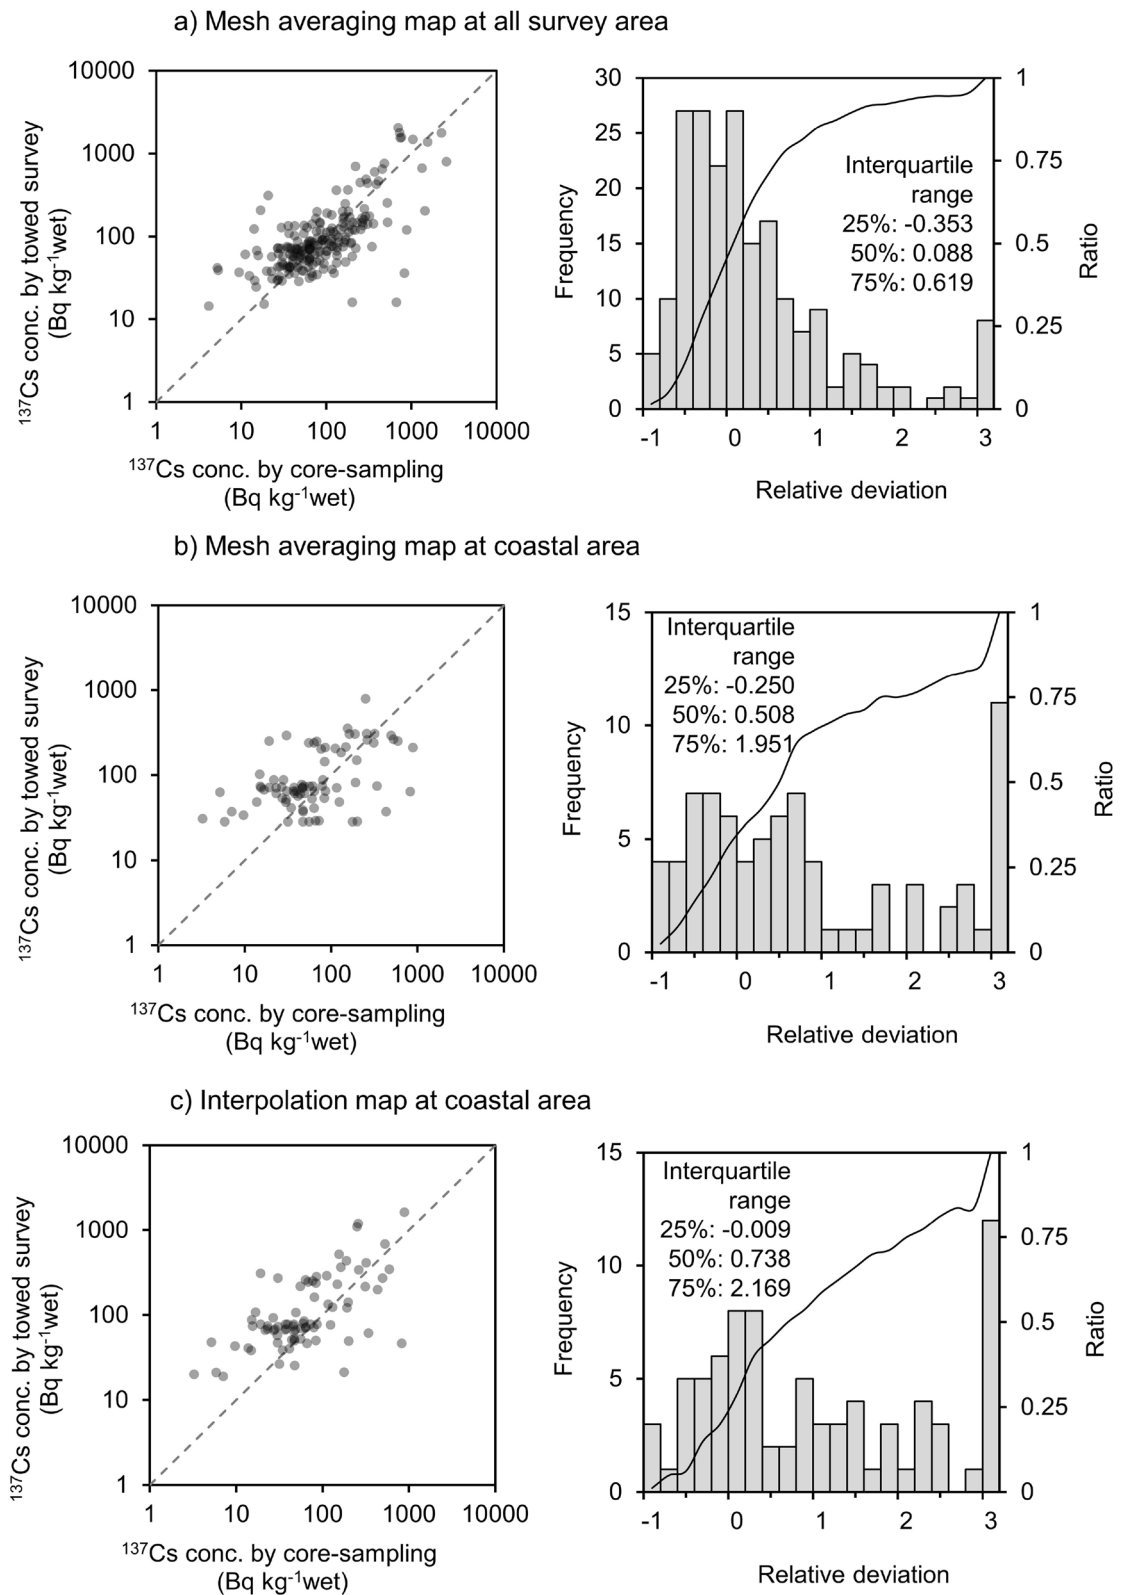 a) Mesh averaging map at all survey area
10000
1000
100
10
1
1 10 100 1000 10000
¹³⁷Cs conc. by towed survey
(Bq kg⁻¹wet)
¹³⁷Cs conc. by core-sampling
(Bq kg⁻¹wet)
30
25
20
15
10
5
0
Frequency
Interquartile
range
25%: -0.353
50%: 0.088
75%: 0.619
1
0.75
0.5
0.25
0
Ratio
-1 0 1 2 3
Relative deviation
b) Mesh averaging map at coastal area
10000
1000
100
10
1
1 10 100 1000 10000
¹³⁷Cs conc. by towed survey
(Bq kg⁻¹wet)
¹³⁷Cs conc. by core-sampling
(Bq kg⁻¹wet)
15
10
5
0
Frequency
Interquartile
range
25%: -0.250
50%: 0.508
75%: 1.951
1
0.75
0.5
0.25
0
Ratio
-1 0 1 2 3
Relative deviation
c) Interpolation map at coastal area
10000
1000
100
10
1
1 10 100 1000 10000
¹³⁷Cs conc. by towed survey
(Bq kg⁻¹wet)
¹³⁷Cs conc. by core-sampling
(Bq kg⁻¹wet)
15
10
5
0
Frequency
Interquartile
range
25%: -0.009
50%: 0.738
75%: 2.169
1
0.75
0.5
0.25
0
Ratio
-1 0 1 2 3
Relative deviation